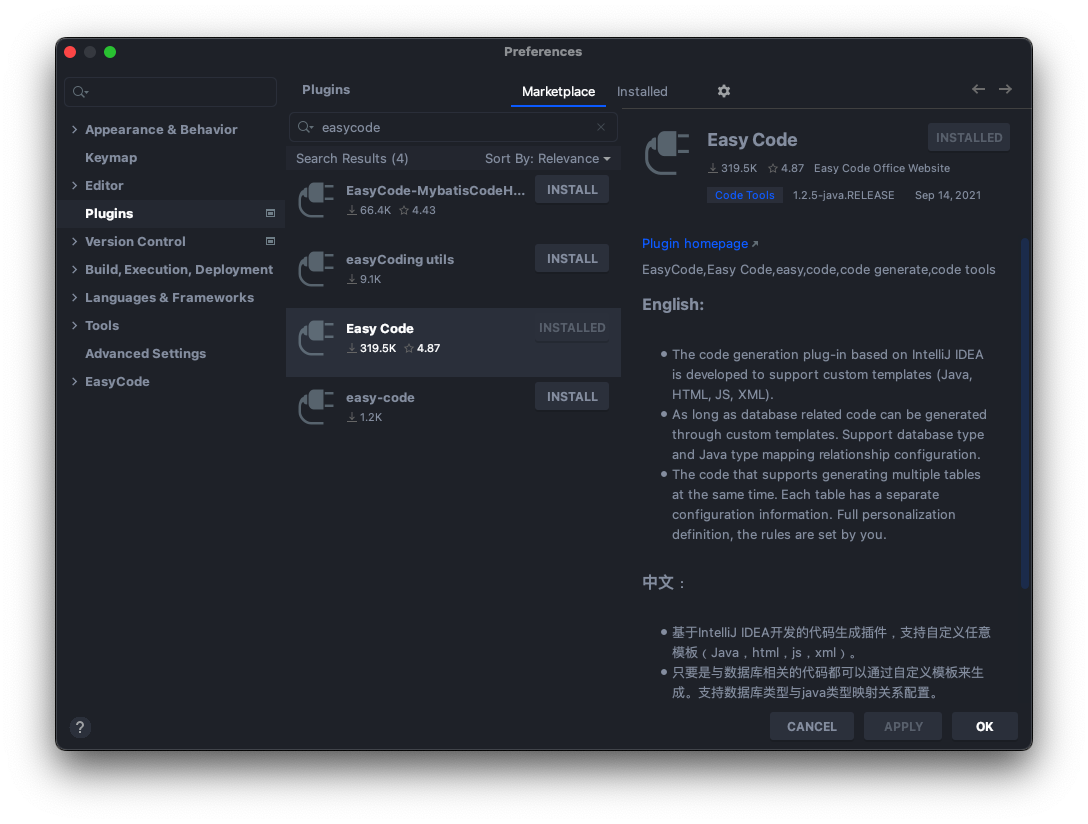 Preferences
Plugins
Marketplace
Installed
Appearance & Behavior
Keymap
Editor
Plugins
Version Control
Build, Execution, Deployment
Languages & Frameworks
Tools
Advanced Settings
EasyCode
easycode
Search Results (4)
Sort By: Relevance
EasyCode-MybatisCodeH...
INSTALL
66.4K
4.43
easyCoding utils
INSTALL
9.1K
Easy Code
INSTALLED
319.5K
4.87
easy-code
INSTALL
1.2K
Easy Code
INSTALLED
319.5K
4.87
Easy Code Office Website
Code Tools
1.2.5-java.RELEASE
Sep 14, 2021
Plugin homepage
EasyCode,Easy Code,easy,code,code generate,code tools
English:
The code generation plug-in based on IntelliJ IDEA
is developed to support custom templates (Java,
HTML, JS, XML).
As long as database related code can be generated
through custom templates. Support database type
and Java type mapping relationship configuration.
The code that supports generating multiple tables
at the same time. Each table has a separate
configuration information. Full personalization
definition, the rules are set by you.
中文：
基于IntelliJ IDEA开发的代码生成插件，支持自定义任意
模板（Java，html，js，xml）。
只要是与数据库相关的代码都可以通过自定义模板来生
成。支持数据库类型与java类型映射关系配置。
?
CANCEL
APPLY
OK